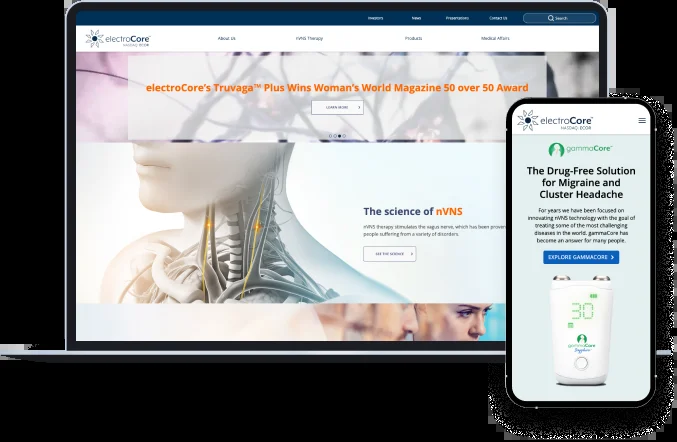 Investors News Presentations Contact Us Search
electroCore™
NASDAQ: ECOR
About Us nVNS Therapy Products Medical Affairs
electroCore's Truvaga™ Plus Wins Woman's World Magazine 50 over 50 Award
LEARN MORE
The science of nVNS
nVNS therapy stimulates the vagus nerve, which has been proven
people suffering from a variety of disorders.
SEE THE SCIENCE
electroCore™
NASDAQ: ECOR
gammaCore™
The Drug-Free Solution
for Migraine and
Cluster Headache
For years we have been focused on
innovating nVNS technology with the goal of
treating some of the most challenging
diseases in the world. gammaCore has
become an answer for many people.
EXPLORE GAMMACORE
30
gammaCore
Sapphire